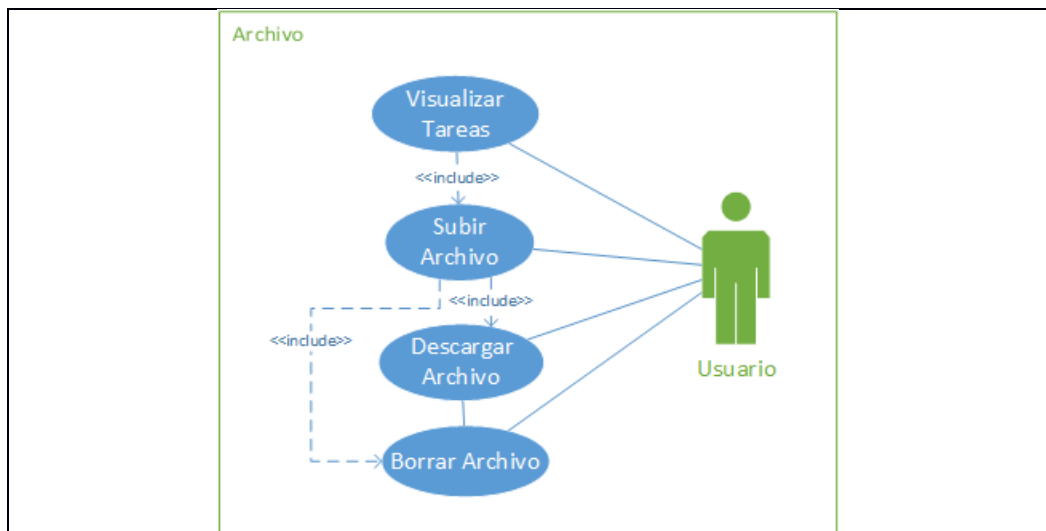 Archivo
Visualizar
Tareas
<<include>>
Subir
Archivo
<<include>>
<<include>>
Descargar
Archivo
Usuario
Borrar Archivo